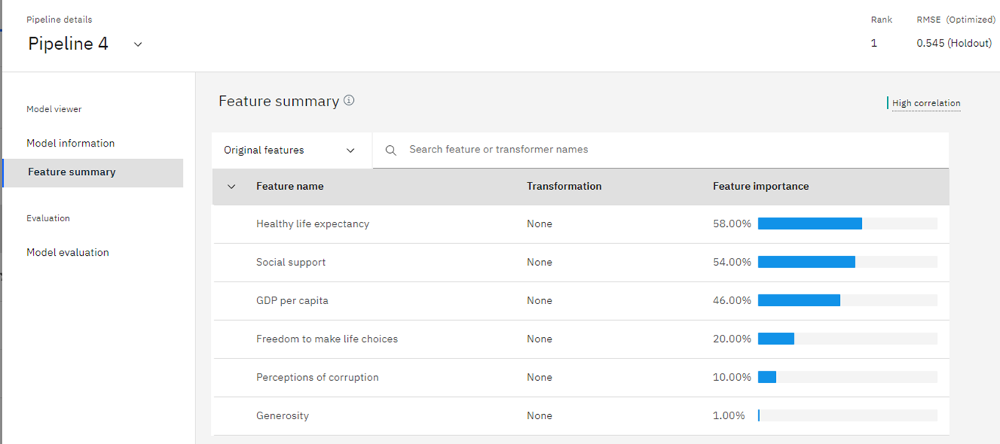 Pipeline details
Pipeline 4
Rank
RMSE (Optimized)
1
0.545 (Holdout)
Model viewer
Model information
Feature summary
Evaluation
Model evaluation
Feature summary
High correlation
Original features
Search feature or transformer names
Feature name Transformation Feature importance
Healthy life expectancy None 58.00%
Social support None 54.00%
GDP per capita None 46.00%
Freedom to make life choices None 20.00%
Perceptions of corruption None 10.00%
Generosity None 1.00%